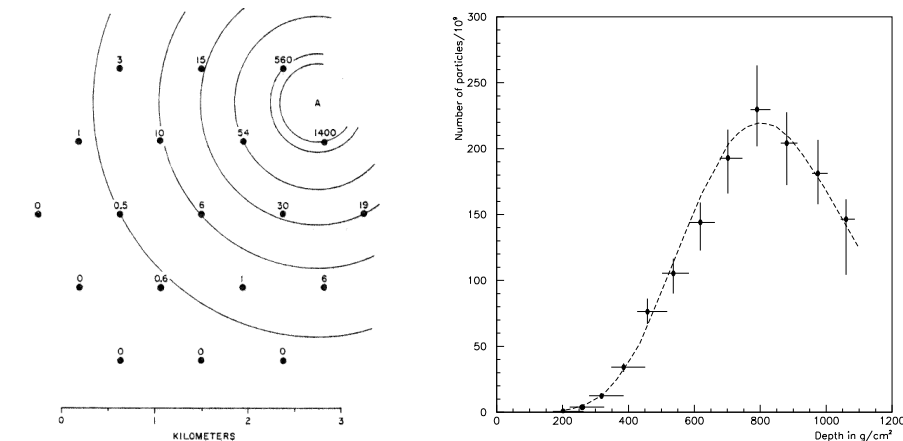 3 15 560
A
1 10 54 1400
0 0.5 6 30 19
0 0.6 1 6
0 0 0
0 1 2 3
KILOMETERS
Number of particles/10⁹
300
250
200
150
100
50
0
0 200 400 600 800 1000 1200
Depth in g/cm²